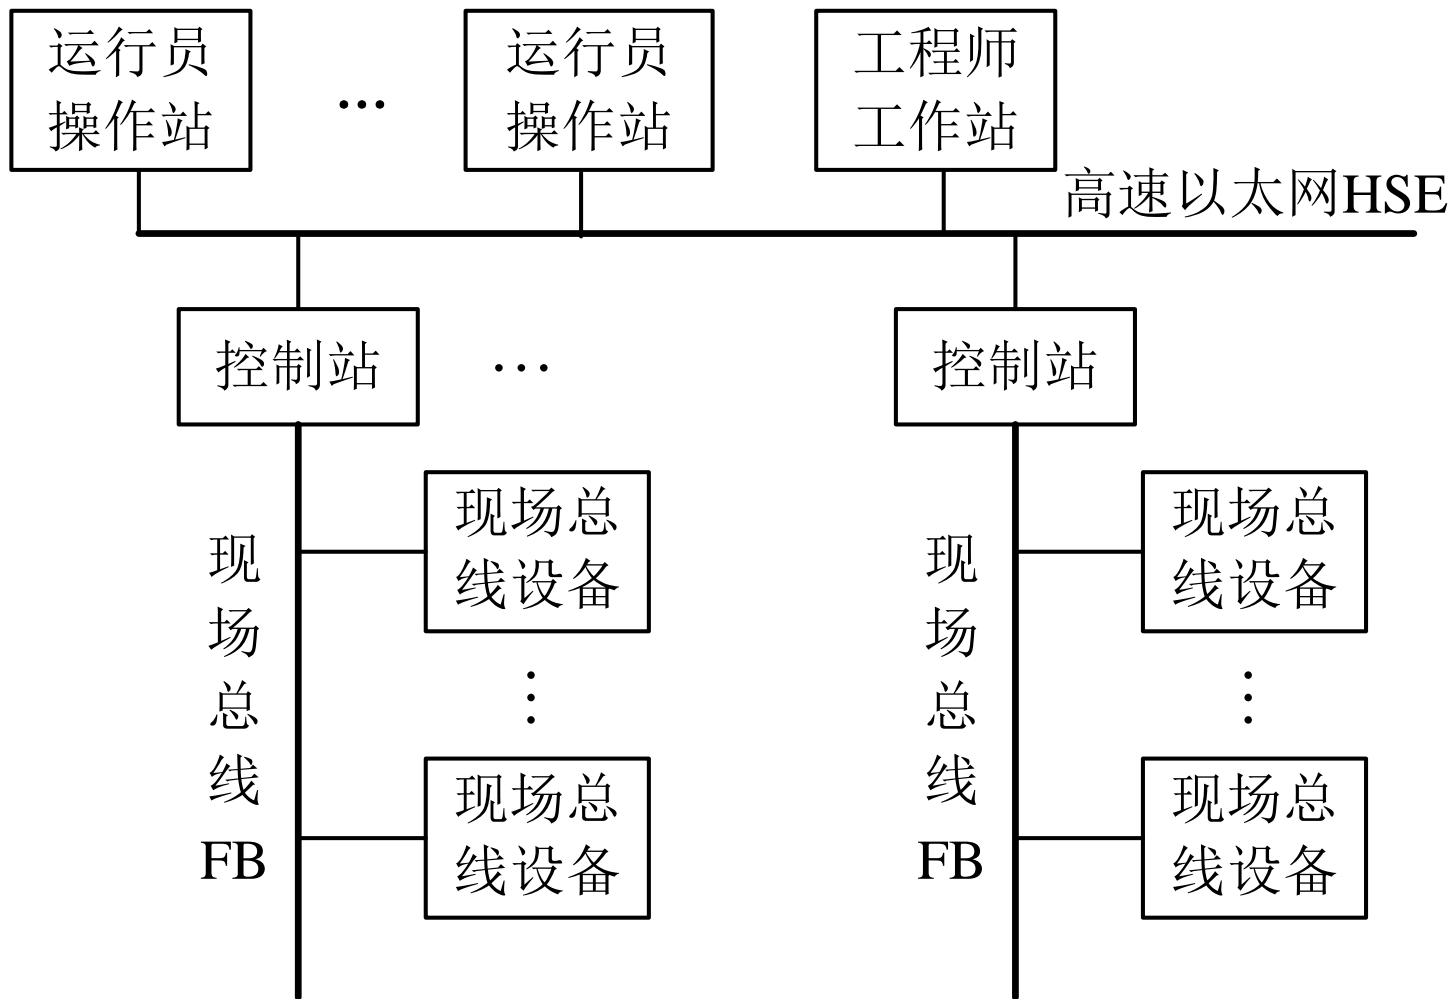 运行员
操作站
...
运行员
操作站
工程师
工作站
高速以太网HSE
控制站
...
控制站
现
场
总
线
FB
现场总
线设备
...
现场总
线设备
现
场
总
线
FB
现场总
线设备
...
现场总
线设备